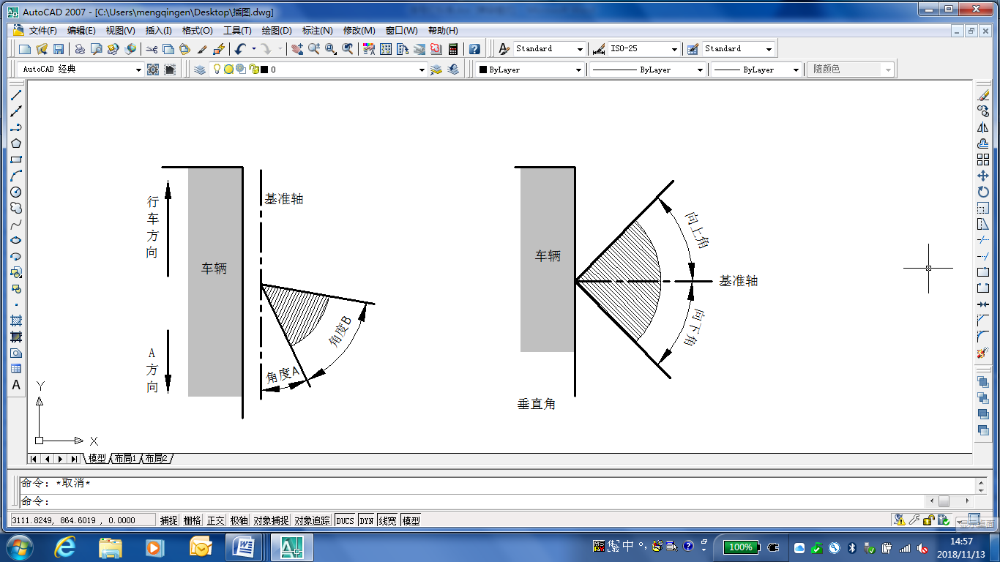 AutoCAD 2007 - [C:\Users\mengqingen\Desktop\插图.dwg]
文件(F) 编辑(E) 视图(V) 插入(I) 格式(O) 工具(T) 绘图(D) 标注(N) 修改(M) 窗口(W) 帮助(H)
Standard ISO-25 Standard
AutoCAD 经典 0 ByLayer ByLayer ByLayer 随颜色
行车方向
A方向
车辆
基准轴
角度A
角度B
车辆
向上角
基准轴
向下角
垂直角
Y
X
模型 布局1 布局2
命令: *取消*
命令:
3111.8249, 864.6019 , 0.0000 捕捉 栅格 正交 极轴 对象捕捉 对象追踪 DUCS DYN 线宽 模型
显示桌面
中
100%
14:57
2018/11/13